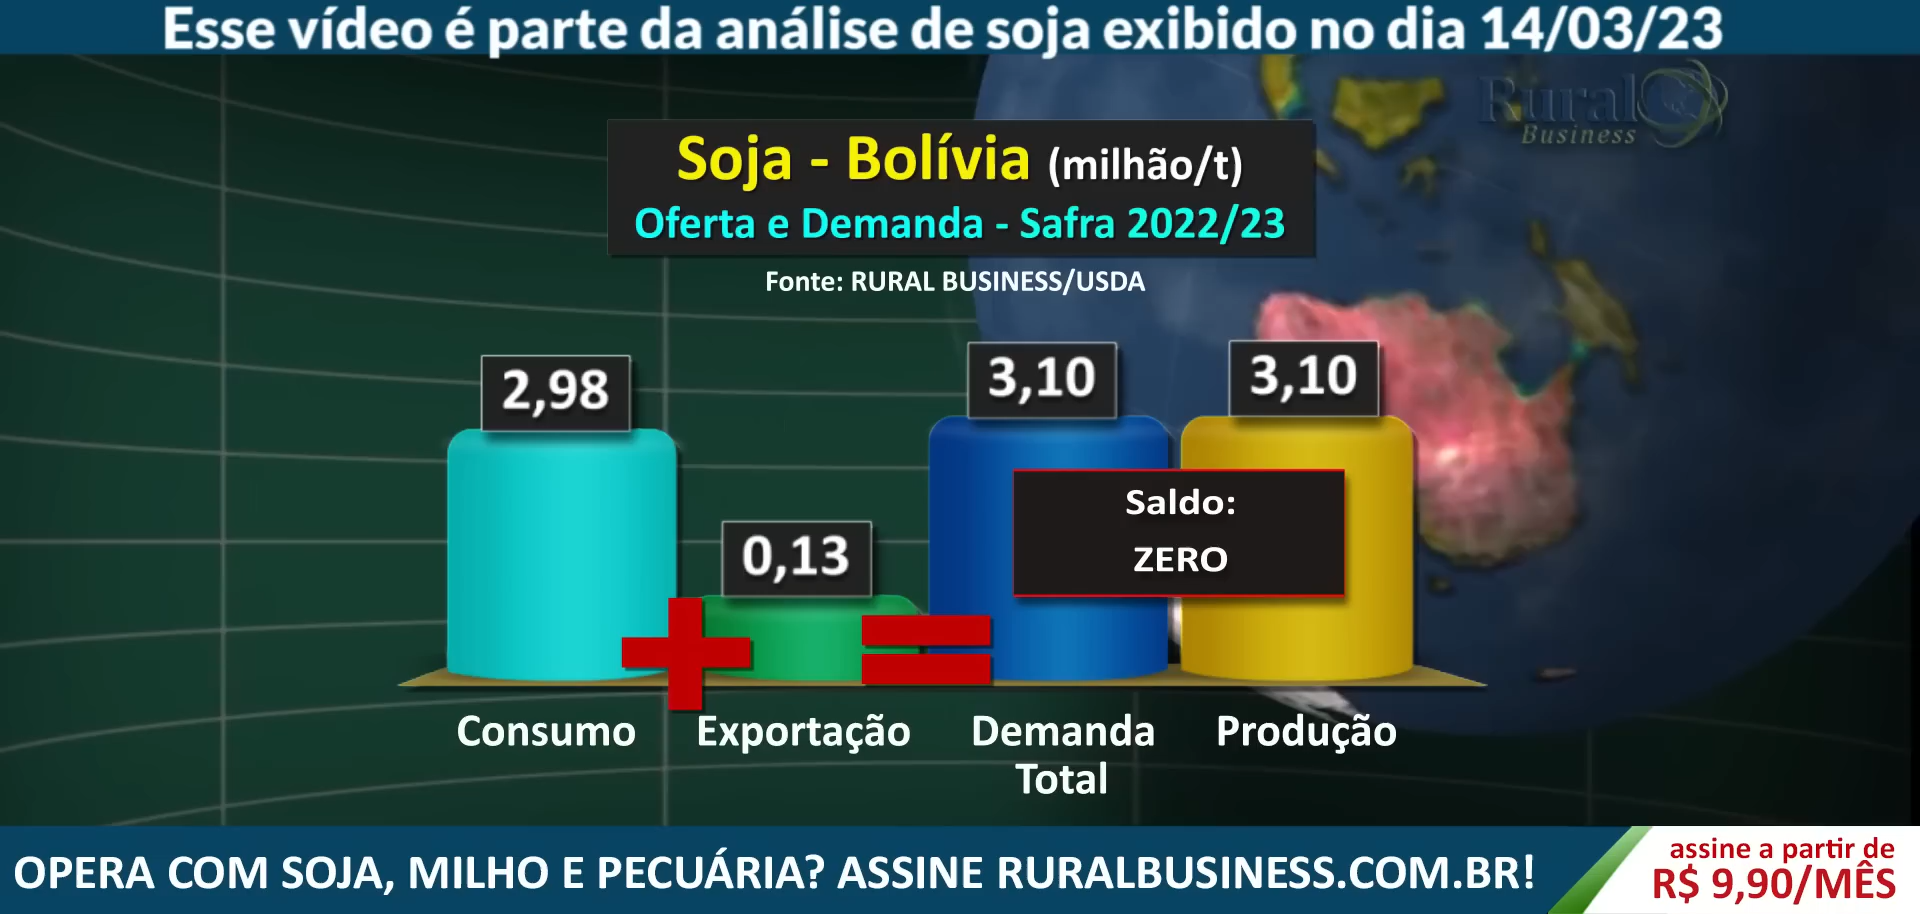 Esse vídeo é parte da análise de soja exibido no dia 14/03/23
Rural
Business
Soja - Bolívia (milhão/t)
Oferta e Demanda - Safra 2022/23
Fonte: RURAL BUSINESS/USDA
2,98
0,13
3,10
3,10
Saldo:
ZERO
Consumo
Exportação
Demanda
Total
Produção
OPERA COM SOJA, MILHO E PECUÁRIA? ASSINE RURALBUSINESS.COM.BR!
assine a partir de
R$ 9,90/MÊS